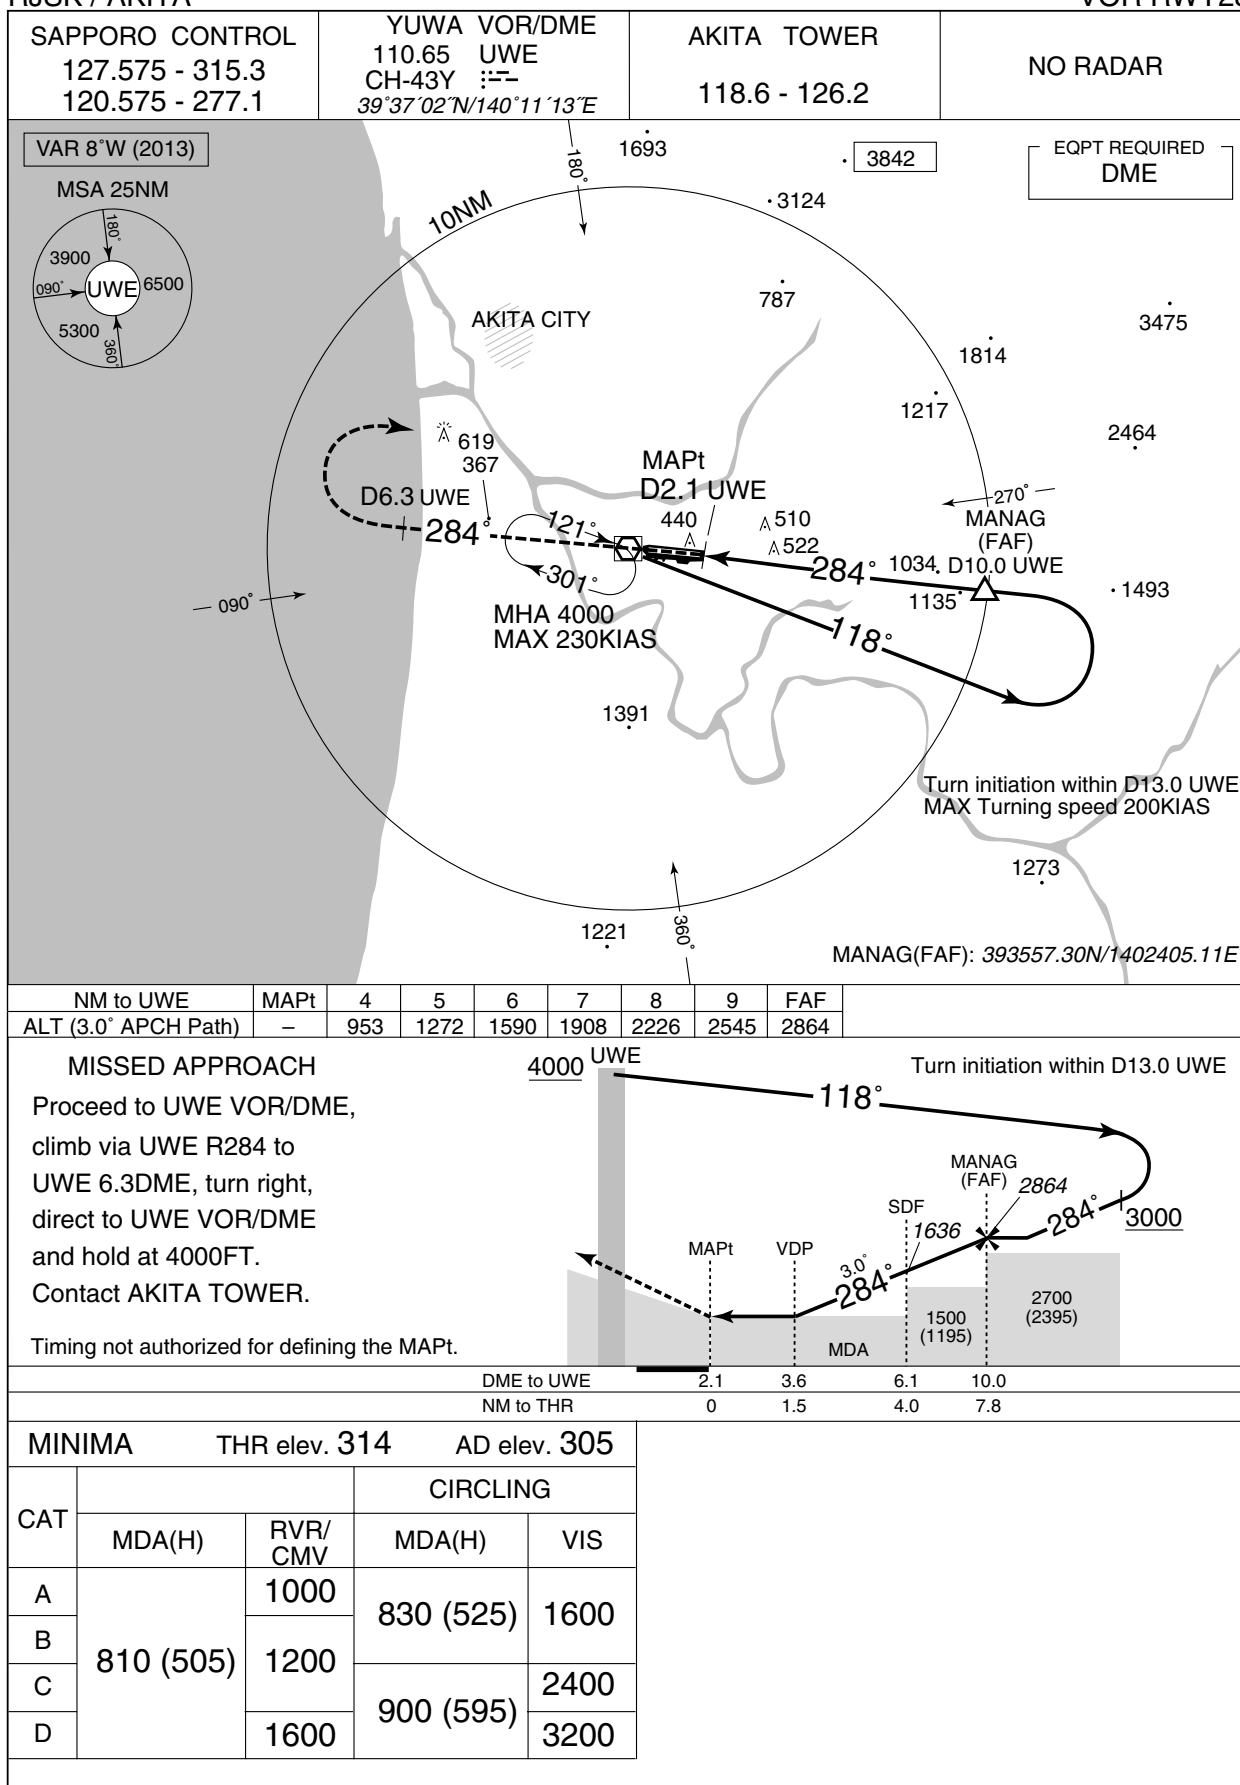 SAPPORO CONTROL
127.575 - 315.3
120.575 - 277.1
YUWA VOR/DME
110.65 UWE
CH-43Y
39°37´02˝N/140°11´13˝E
AKITA TOWER
118.6 - 126.2
NO RADAR
VAR 8°W (2013)
MSA 25NM
180°
3900
090°
UWE
6500
5300
360°
EQPT REQUIRED
DME
180°
1693
3842
3124
10NM
787
3475
AKITA CITY
1814
1217
2464
619
367
MAPt
D2.1 UWE
D6.3 UWE
440
510
522
270°
MANAG
(FAF)
D10.0 UWE
284°
121°
301°
284°
1034
1135
1493
090°
MHA 4000
MAX 230KIAS
118°
1391
Turn initiation within D13.0 UWE
MAX Turning speed 200KIAS
1273
1221
360°
MANAG(FAF): 393557.30N/1402405.11E
NM to UWE MAPt 4 5 6 7 8 9 FAF
ALT (3.0° APCH Path) – 953 1272 1590 1908 2226 2545 2864
MISSED APPROACH
Proceed to UWE VOR/DME,
climb via UWE R284 to
UWE 6.3DME, turn right,
direct to UWE VOR/DME
and hold at 4000FT.
Contact AKITA TOWER.
Timing not authorized for defining the MAPt.
UWE
4000
Turn initiation within D13.0 UWE
118°
MANAG
(FAF)
2864
SDF
1636
284°
3000
MAPt
VDP
3.0°
284°
MDA
1500
(1195)
2700
(2395)
DME to UWE 2.1 3.6 6.1 10.0
NM to THR 0 1.5 4.0 7.8
MINIMA THR elev. 314 AD elev. 305
CAT
CIRCLING
MDA(H)
RVR/
CMV
MDA(H)
VIS
A
1000
830 (525)
1600
B
810 (505)
1200
C
2400
900 (595)
D
1600
3200